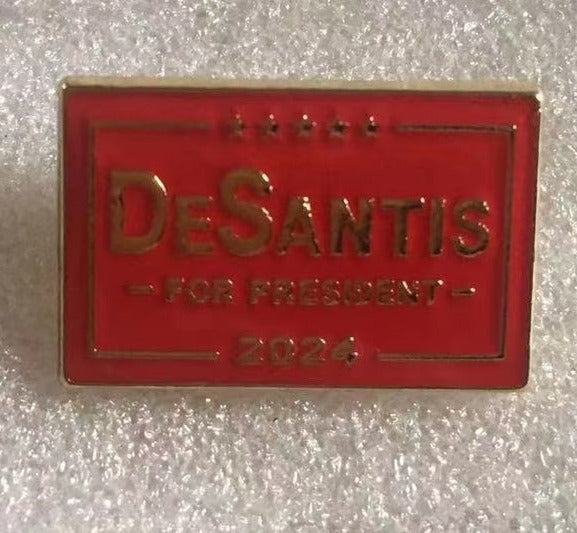 DeSantis
- FOR PRESIDENT -
2024